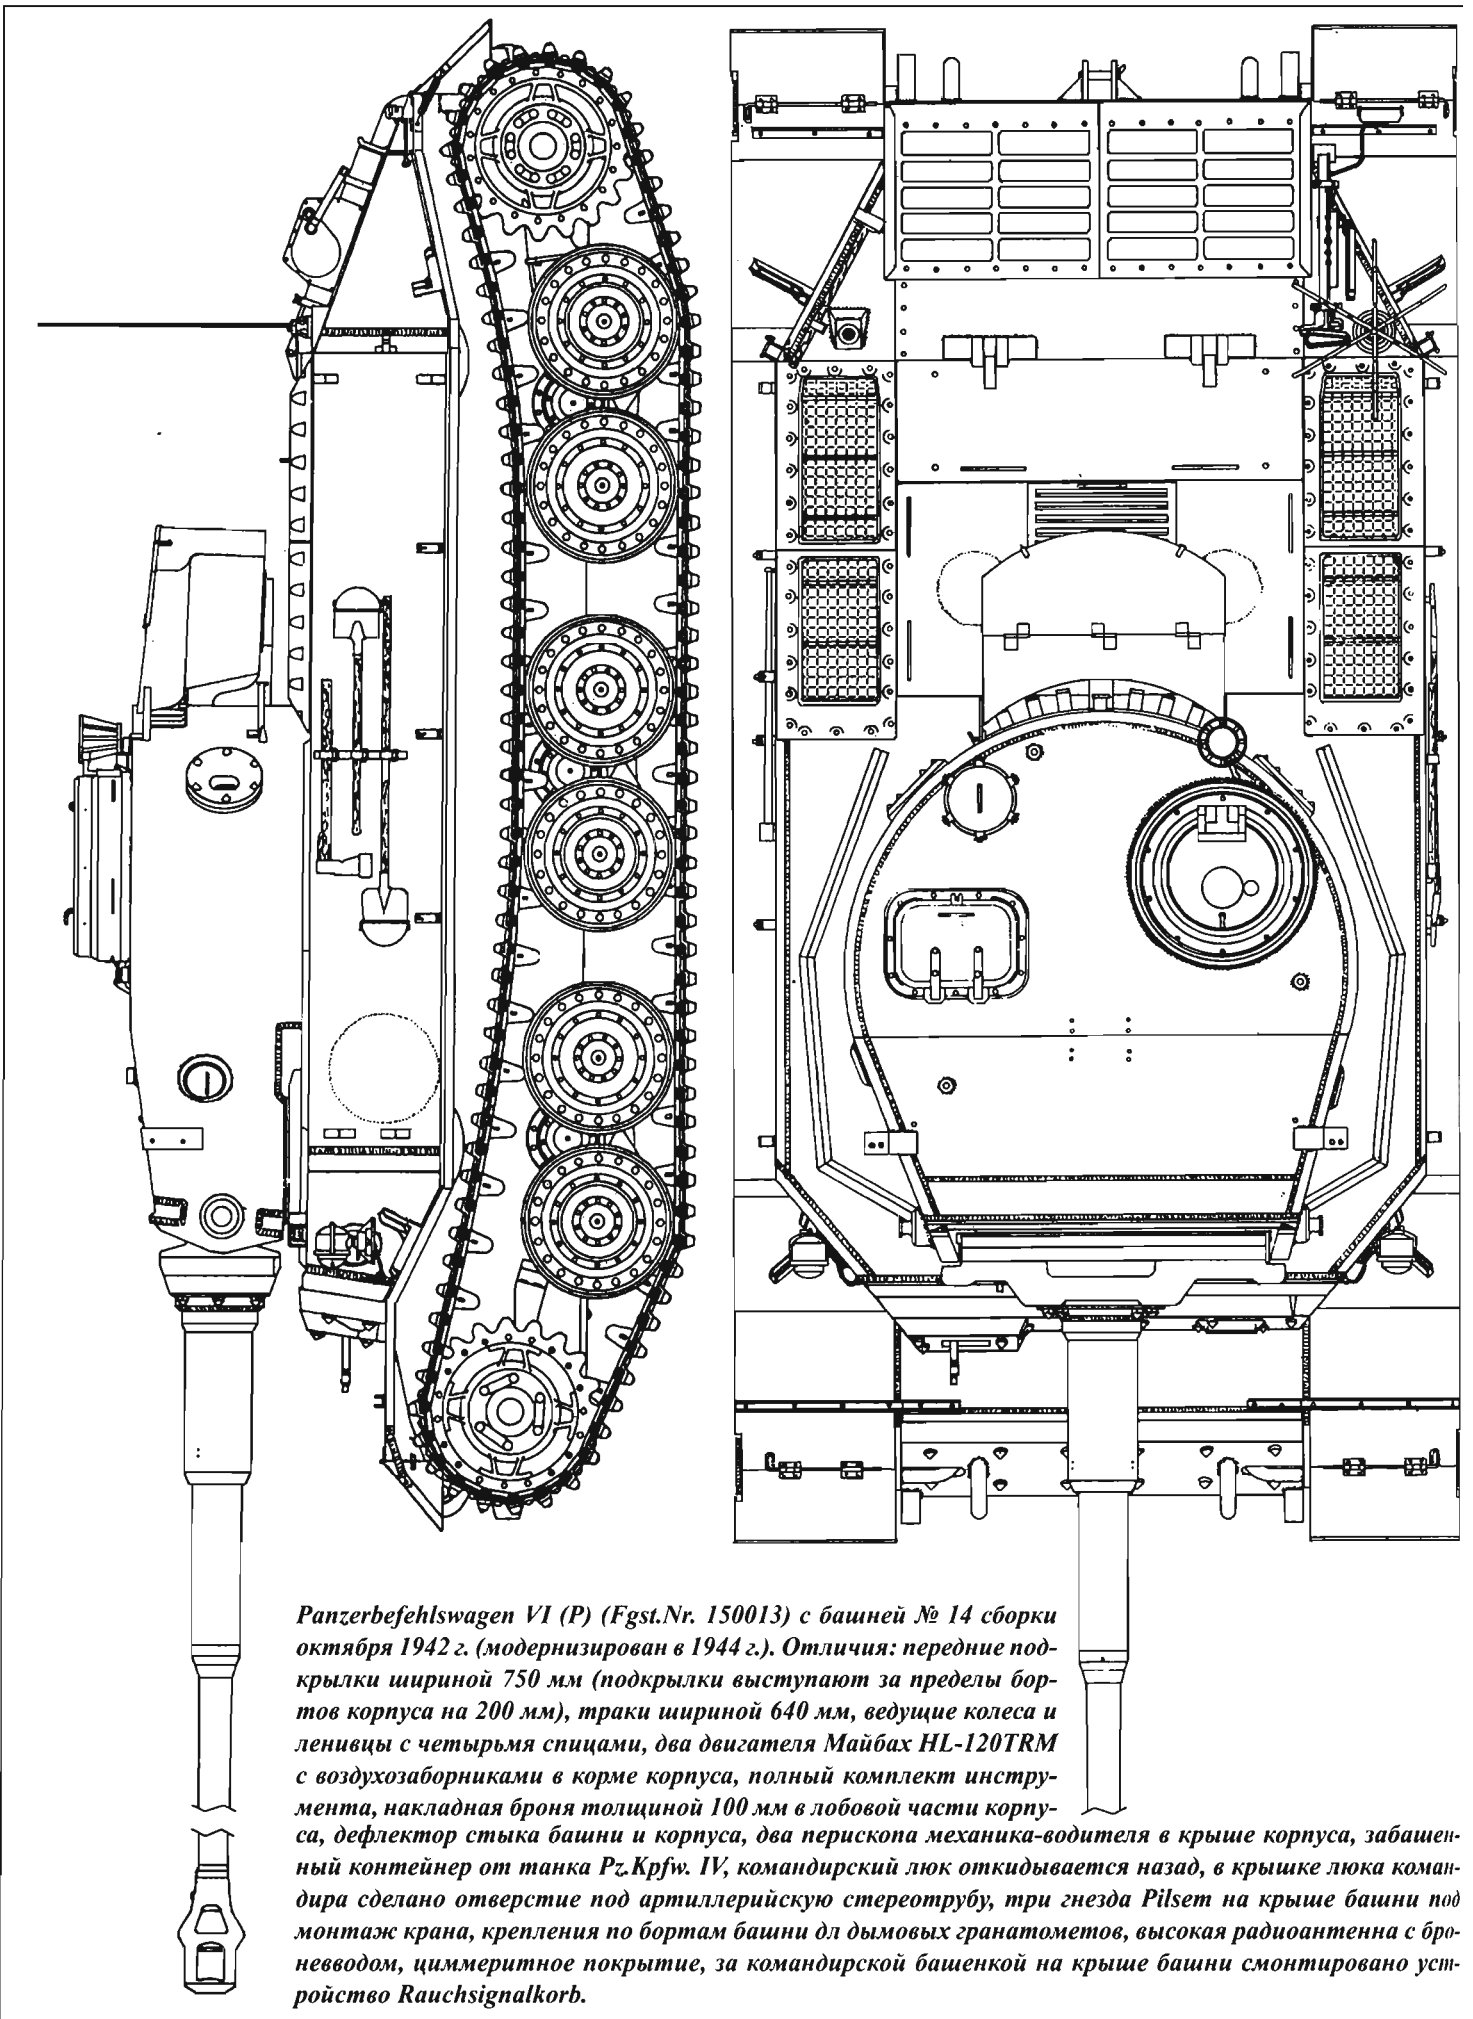 Panzerbefehlswagen VI (P) (Fgst.Nr. 150013) с башней № 14 сборки
октября 1942 г. (модернизирован в 1944 г.). Отличия: передние под-
крылки шириной 750 мм (подкрылки выступают за пределы бор-
тов корпуса на 200 мм), траки шириной 640 мм, ведущие колеса и
ленивцы с четырьмя спицами, два двигателя Майбах HL-120TRM
с воздухозаборниками в корме корпуса, полный комплект инстру-
мента, накладная броня толщиной 100 мм в лобовой части корпу-
са, дефлектор стыка башни и корпуса, два перископа механика-водителя в крыше корпуса, забашен-
ный контейнер от танка Pz.Kpfw. IV, командирский люк откидывается назад, в крышке люка коман-
дира сделано отверстие под артиллерийскую стереотрубу, три гнезда Pilsem на крыше башни под
монтаж крана, крепления по бортам башни дл дымовых гранатометов, высокая радиоантенна с бро-
невводом, циммеритное покрытие, за командирской башенкой на крыше башни смонтировано уст-
ройство Rauchsignalkorb.